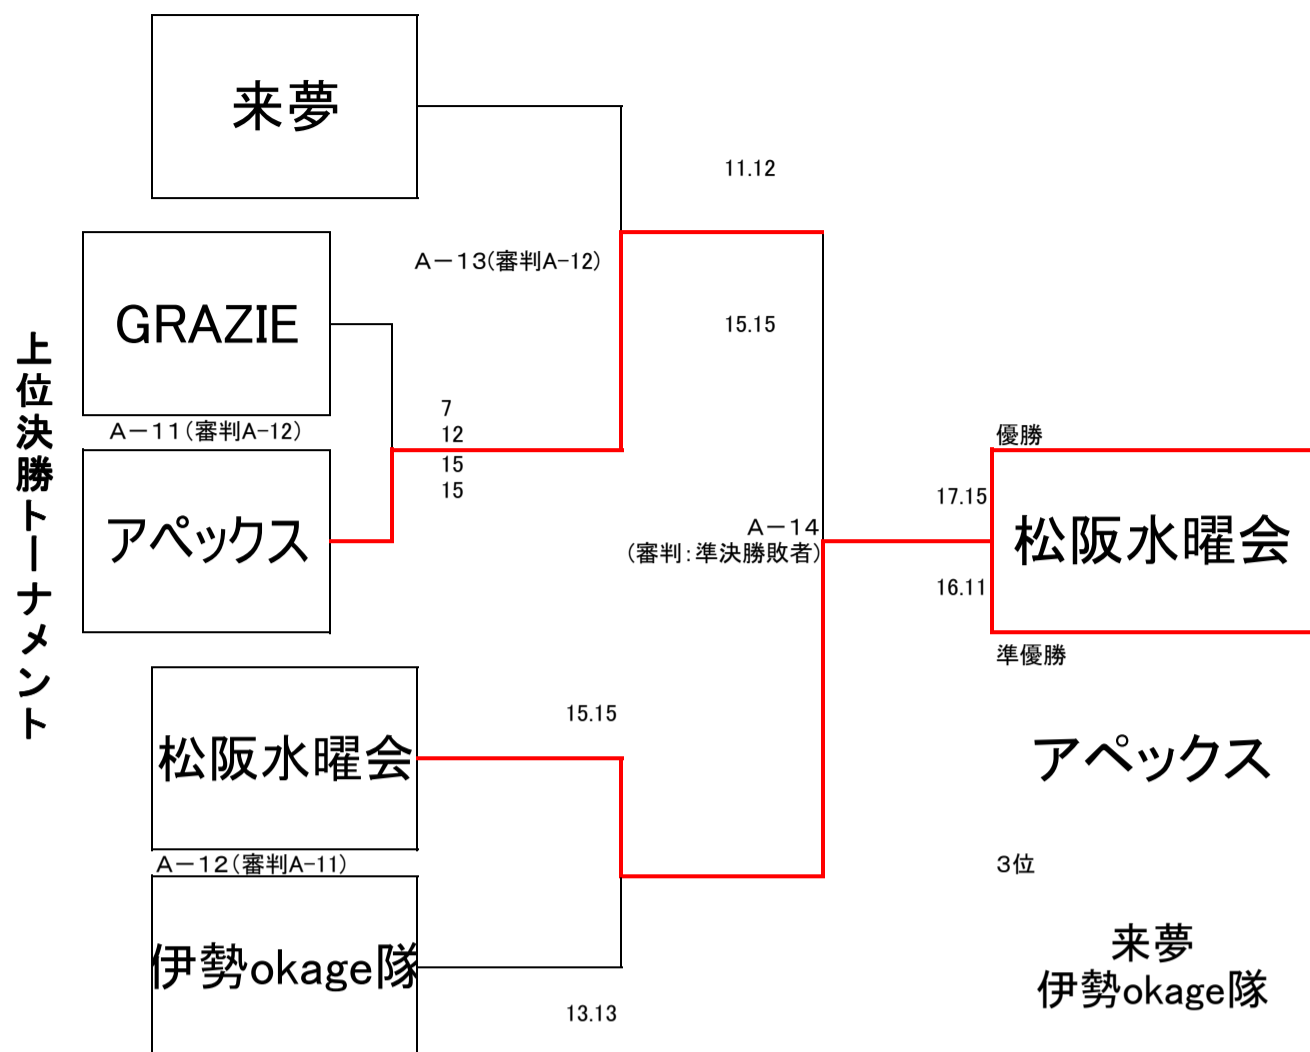 上位決勝トーナメント
来夢
11.12
A－13(審判A-12)
GRAZIE
15.15
A－11(審判A-12)
7
12
15
15
アペックス
優勝
17.15
松阪水曜会
16.11
A－14
(審判:準決勝敗者)
準優勝
アペックス
15.15
松阪水曜会
A－12(審判A-11)
3位
伊勢okage隊
13.13
来夢
伊勢okage隊